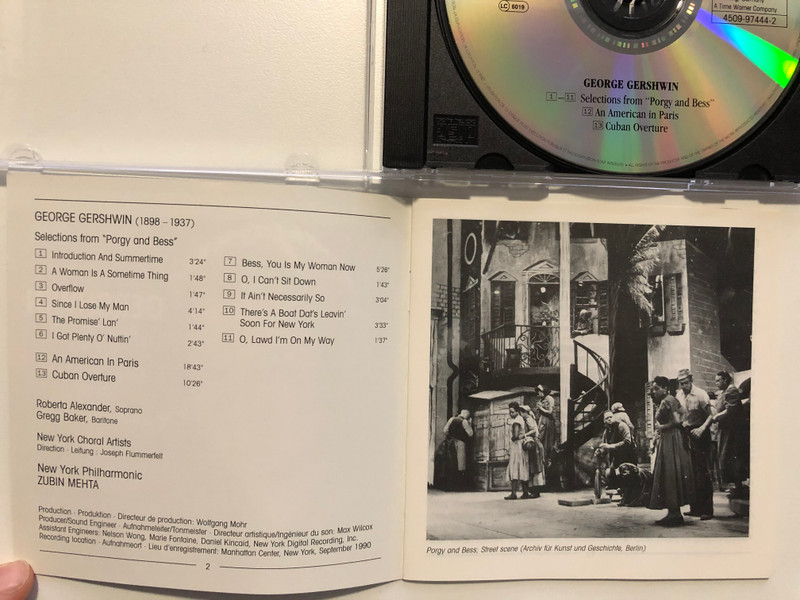 LC 6019
A Time Warner Company
4509-97444-2
GEORGE GERSHWIN
1–11 Selections from "Porgy and Bess"
12 An American in Paris
13 Cuban Overture
GEORGE GERSHWIN (1898 – 1937)
Selections from "Porgy and Bess"
1 Introduction And Summertime 3'24"
2 A Woman Is A Sometime Thing 1'48"
3 Overflow 1'47"
4 Since I Lose My Man 4'14"
5 The Promise' Lan' 1'44"
6 I Got Plenty O' Nuttin' 2'43"
7 Bess, You Is My Woman Now 5'26"
8 O, I Can't Sit Down 1'43"
9 It Ain't Necessarily So 3'04"
10 There's A Boat Dat's Leavin'
Soon For New York 3'33"
11 O, Lawd I'm On My Way 1'37"
12 An American In Paris 18'43"
13 Cuban Overture 10'26"
Roberta Alexander, Soprano
Gregg Baker, Baritone
New York Choral Artists
Direction · Leitung : Joseph Flummerfelt
New York Philharmonic
ZUBIN MEHTA
Production · Produktion · Directeur de production: Wolfgang Mohr
Producer/Sound Engineer · Aufnahmeleiter/Tonmeister · Directeur artistique/Ingénieur du son: Max Wilcox
Assistant Engineers: Nelson Wong, Marie Fontaine, Daniel Kincaid, New York Digital Recording, Inc.
Recording location · Aufnahmeort · Lieu d'enregistrement: Manhattan Center, New York, September 1990
2
Porgy and Bess, Street scene (Archiv für Kunst und Geschichte, Berlin)